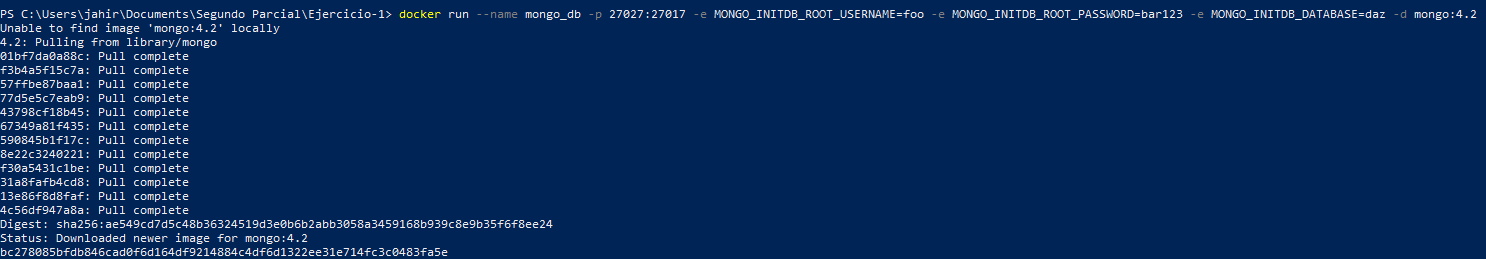 PS C:\Users\jahir\Documents\Segundo Parcial\Ejercicio-1> docker run --name mongo_db -p 27027:27017 -e MONGO_INITDB_ROOT_USERNAME=foo -e MONGO_INITDB_ROOT_PASSWORD=bar123 -e MONGO_INITDB_DATABASE=daz -d mongo:4.2
Unable to find image 'mongo:4.2' locally
4.2: Pulling from library/mongo
01bf7da0a88c: Pull complete
f3b4a5f15c7a: Pull complete
57ffbe87baa1: Pull complete
77d5e5c7eab9: Pull complete
43798cf18b45: Pull complete
67349a81f435: Pull complete
590845b1f17c: Pull complete
8e22c3240221: Pull complete
f30a5431c1be: Pull complete
31a8fafb4cd8: Pull complete
13e86f8d8faf: Pull complete
4c56df947a8a: Pull complete
Digest: sha256:ae549cd7d5c48b36324519d3e0b6b2abb3058a3459168b939c8e9b35f6f8ee24
Status: Downloaded newer image for mongo:4.2
bc278085bfdb846cad0f6d164df9214884c4df6d1322ee31e714fc3c0483fa5e